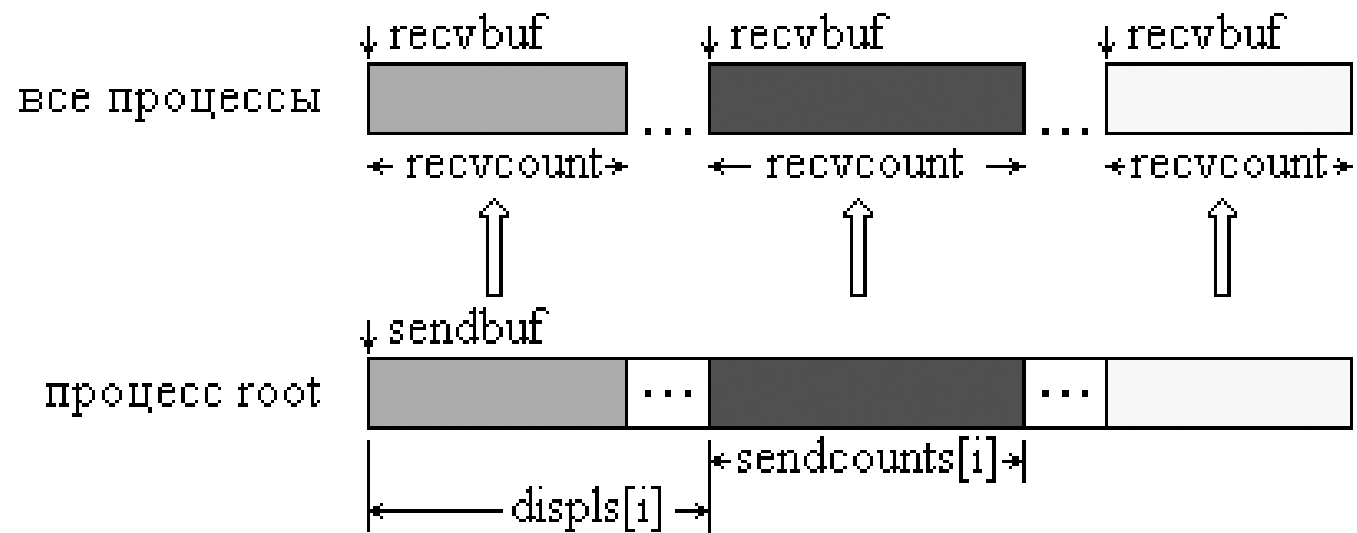 recvbuf recvbuf recvbuf
все процессы
... ...
recvcount recvcount recvcount
sendbuf
процесс root ... ...
sendcounts[i]
displs[i]